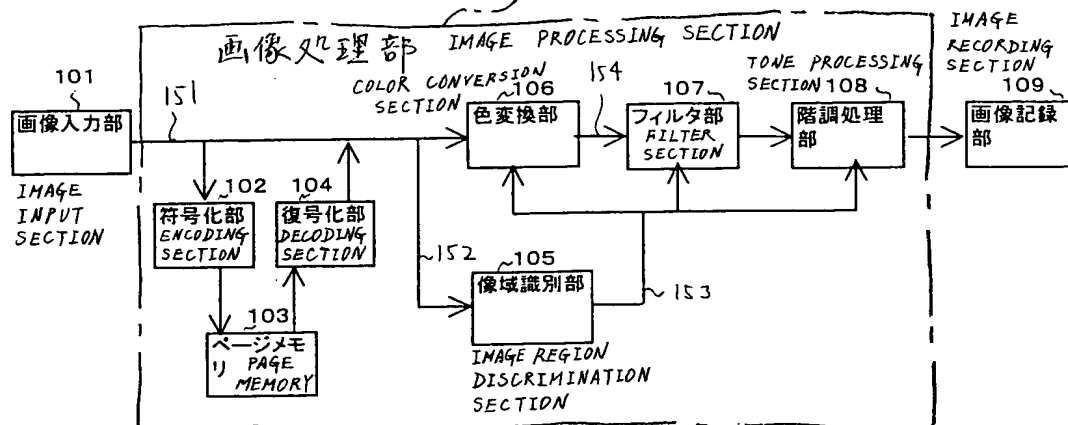 画像処理部 IMAGE PROCESSING SECTION
IMAGE
RECORDING
SECTION
109
画像記録
部
101
画像入力部
IMAGE
INPUT
SECTION
151
COLOR CONVERSION
SECTION 106
色変換部
154
107
フィルタ部
FILTER
SECTION
TONE PROCESSING
SECTION 108
階調処理
部
102
符号化部
ENCODING
SECTION
104
復号化部
DECODING
SECTION
152
105
像域識別部
153
IMAGE REGION
DISCRIMINATION
SECTION
103
ページメモ
リ PAGE
MEMORY